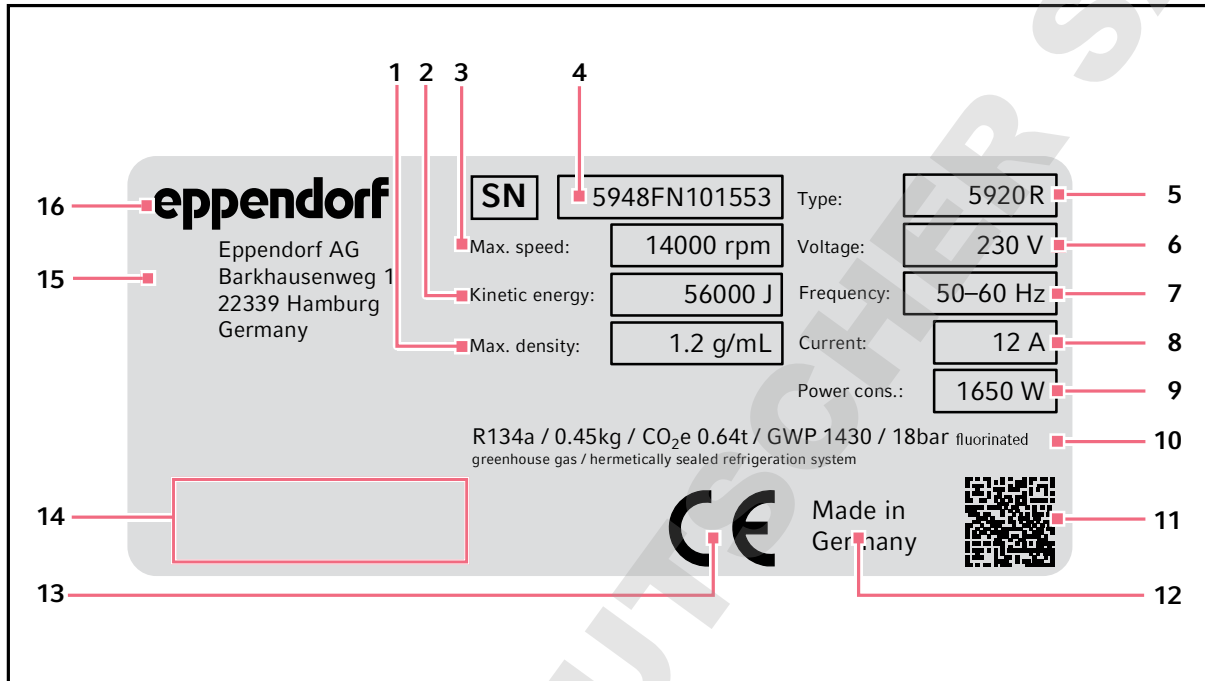 1 2 3 4
16 eppendorf
SN 5948FN101553 Type: 5920 R 5
15 Eppendorf AG
Barkhausenweg 1
22339 Hamburg
Germany
Max. speed: 14000 rpm Voltage: 230 V 6
Kinetic energy: 56000 J Frequency: 50–60 Hz 7
Max. density: 1.2 g/mL Current: 12 A 8
Power cons.: 1650 W 9
R134a / 0.45kg / CO₂e 0.64t / GWP 1430 / 18bar fluorinated 10
greenhouse gas / hermetically sealed refrigeration system
14
CE
Made in
Germany
11
13
12